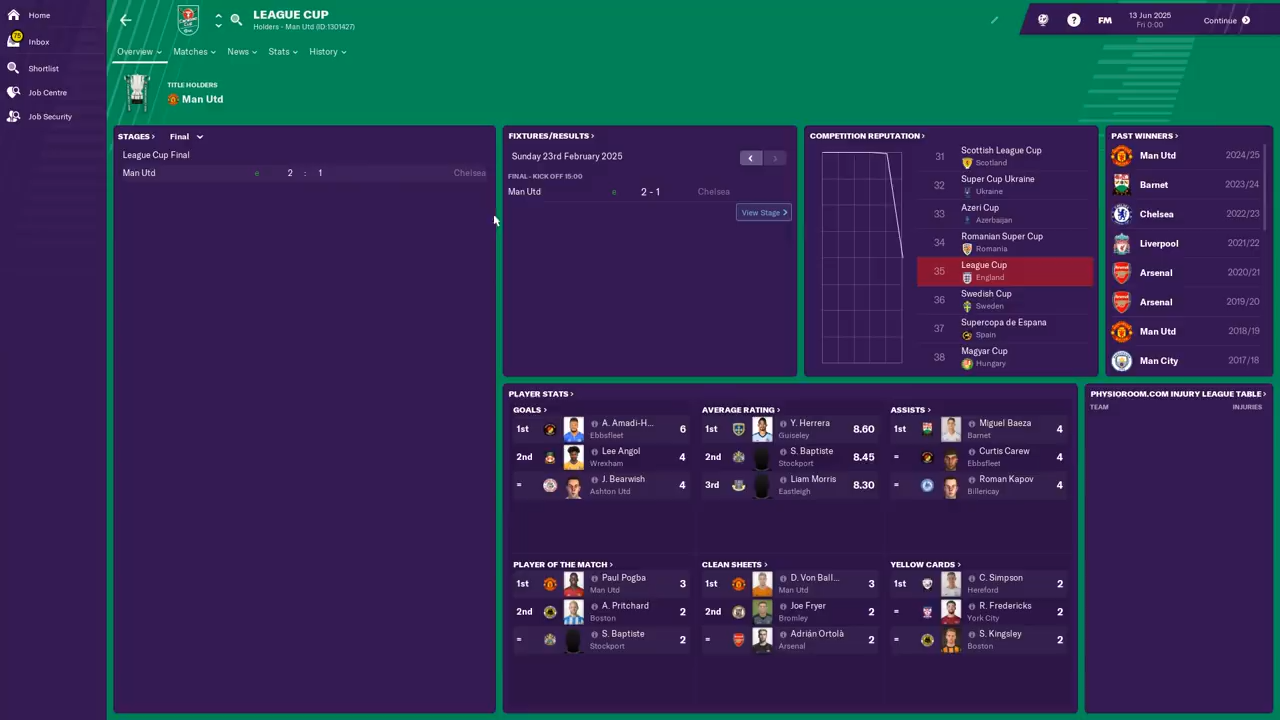 Home
75
Inbox
Shortlist
Job Centre
Job Security
LEAGUE CUP
Holders - Man Utd (ID:1301427)
FM
13 Jun 2025
Fri 0:00
Continue
Overview
Matches
News
Stats
History
TITLE HOLDERS
Man Utd
STAGES
Final
League Cup Final
Man Utd e 2 : 1 Chelsea
FIXTURES/RESULTS
Sunday 23rd February 2025
FINAL - KICK OFF 15:00
Man Utd e 2 - 1 Chelsea
View Stage
COMPETITION REPUTATION
31 Scottish League Cup
Scotland
32 Super Cup Ukraine
Ukraine
33 Azeri Cup
Azerbaijan
34 Romanian Super Cup
Romania
35 League Cup
England
36 Swedish Cup
Sweden
37 Supercopa de Espana
Spain
38 Magyar Cup
Hungary
PAST WINNERS
Man Utd 2024/25
Barnet 2023/24
Chelsea 2022/23
Liverpool 2021/22
Arsenal 2020/21
Arsenal 2019/20
Man Utd 2018/19
Man City 2017/18
PLAYER STATS
GOALS
1st A. Amadi-H... 6
Ebbsfleet
2nd Lee Angol 4
Wrexham
= J. Bearwish 4
Ashton Utd
AVERAGE RATING
1st Y. Herrera 8.60
Guiseley
2nd S. Baptiste 8.45
Stockport
3rd Liam Morris 8.30
Eastleigh
ASSISTS
1st Miguel Baeza 4
Barnet
= Curtis Carew 4
Ebbsfleet
= Roman Kapov 4
Billericay
PLAYER OF THE MATCH
1st Paul Pogba 3
Man Utd
2nd A. Pritchard 2
Boston
= S. Baptiste 2
Stockport
CLEAN SHEETS
1st D. Von Ball... 3
Man Utd
2nd Joe Fryer 2
Bromley
= Adrián Ortolà 2
Arsenal
YELLOW CARDS
1st C. Simpson 2
Hereford
= R. Fredericks 2
York City
= S. Kingsley 2
Boston
PHYSIOROOM.COM INJURY LEAGUE TABLE
TEAM INJURIES